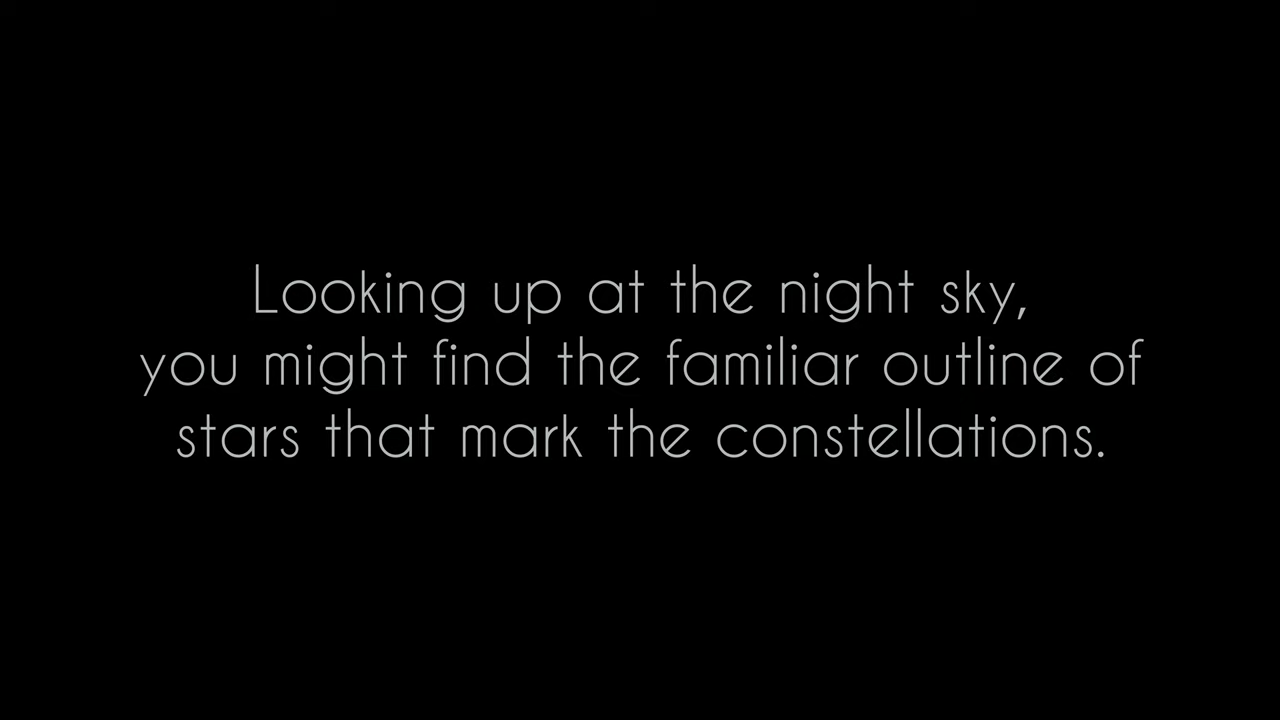 Looking up at the night sky,
you might find the familiar outline of
stars that mark the constellations.